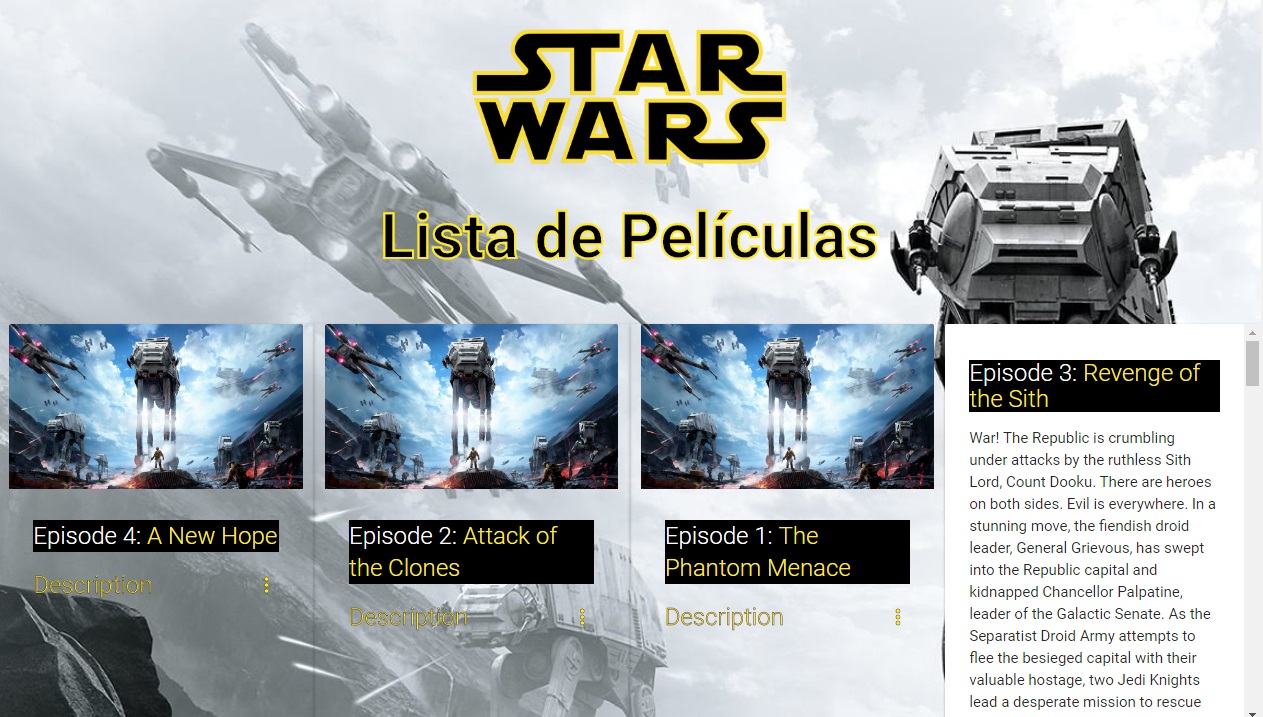 STAR
WARS
Lista de Películas
Episode 4: A New Hope
Description
Episode 2: Attack of
the Clones
Description
Episode 1: The
Phantom Menace
Description
Episode 3: Revenge of
the Sith
War! The Republic is crumbling
under attacks by the ruthless Sith
Lord, Count Dooku. There are heroes
on both sides. Evil is everywhere. In a
stunning move, the fiendish droid
leader, General Grievous, has swept
into the Republic capital and
kidnapped Chancellor Palpatine,
leader of the Galactic Senate. As the
Separatist Droid Army attempts to
flee the besieged capital with their
valuable hostage, two Jedi Knights
lead a desperate mission to rescue